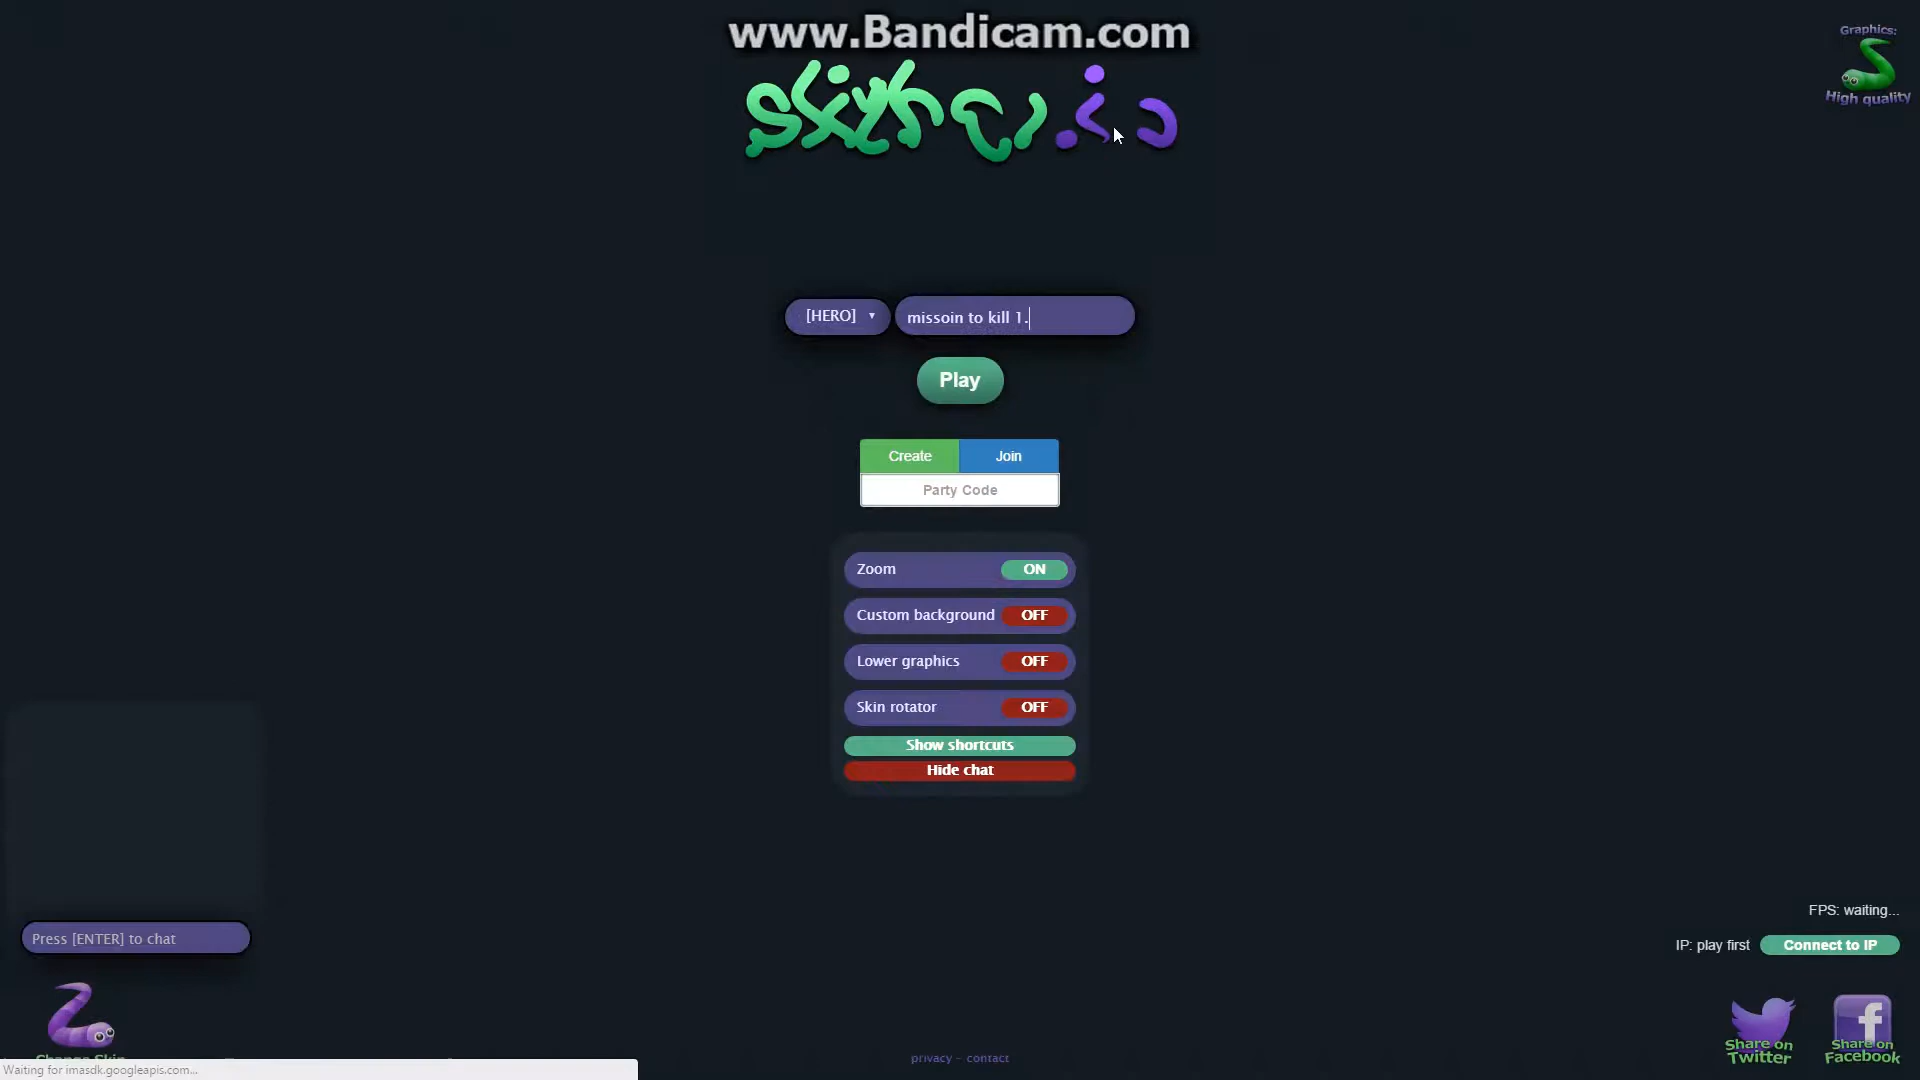 www.Bandicam.com
Graphics:
High quality
[HERO]
missoin to kill 1.
Play
Create
Join
Party Code
Zoom
ON
Custom background
OFF
Lower graphics
OFF
Skin rotator
OFF
Show shortcuts
Hide chat
FPS: waiting...
Press [ENTER] to chat
IP: play first
Connect to IP
Share on
Twitter
Share on
Facebook
Change Skin
privacy - contact
Waiting for imasdk.googleapis.com...